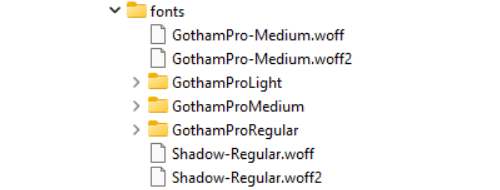 fonts
GothamPro-Medium.woff
GothamPro-Medium.woff2
GothamProLight
GothamProMedium
GothamProRegular
Shadow-Regular.woff
Shadow-Regular.woff2